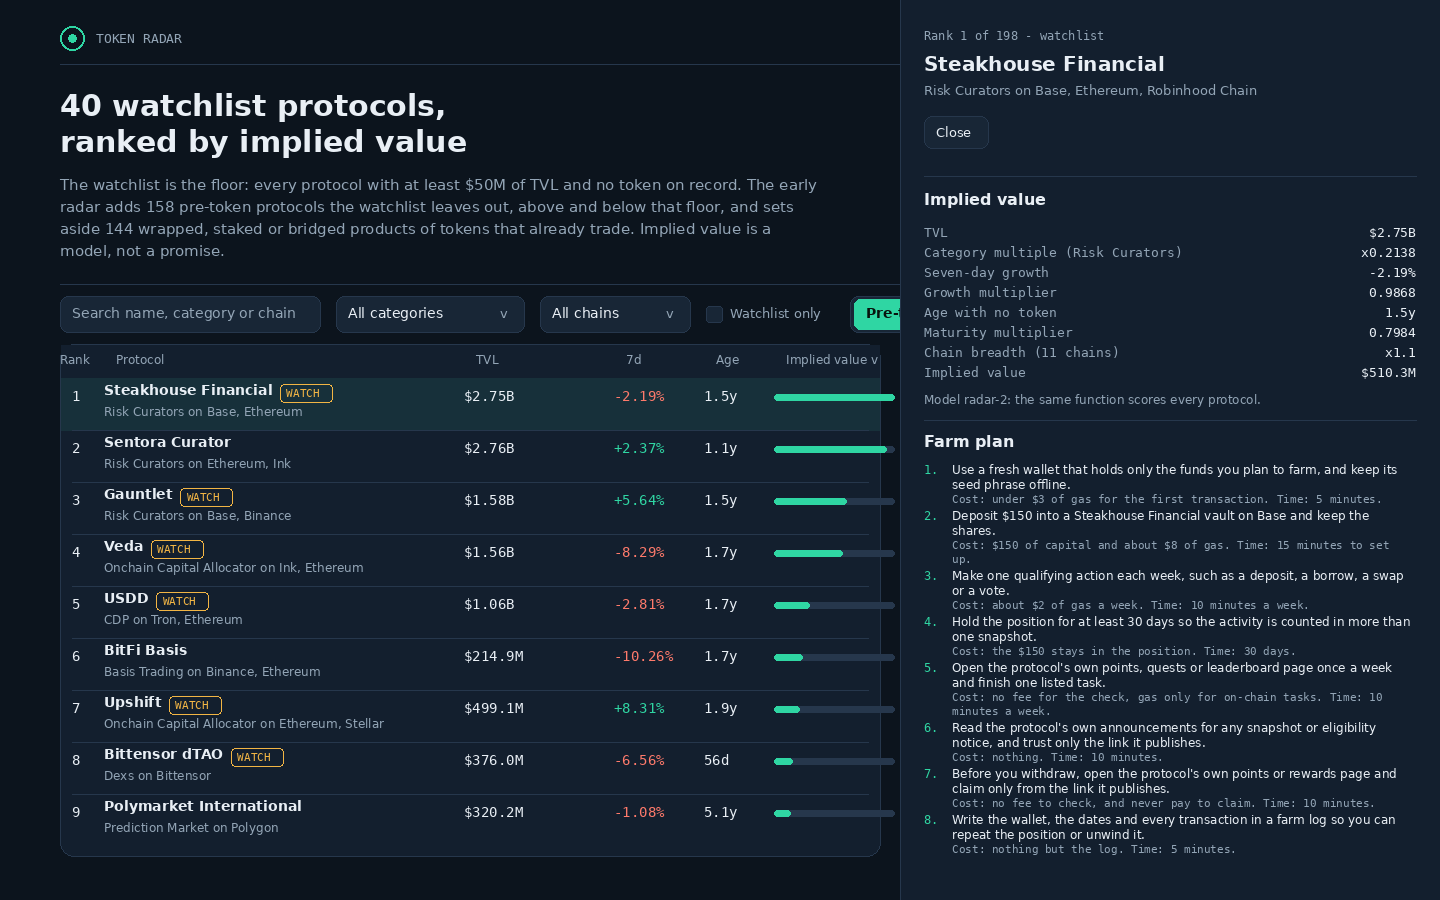 TOKEN RADAR
40 watchlist protocols,
ranked by implied value
The watchlist is the floor: every protocol with at least $50M of TVL and no token on record. The early
radar adds 158 pre-token protocols the watchlist leaves out, above and below that floor, and sets
aside 144 wrapped, staked or bridged products of tokens that already trade. Implied value is a
model, not a promise.
Search name, category or chain
All categories v
All chains v
Watchlist only
Pre-
Rank Protocol TVL 7d Age Implied value v
1 Steakhouse Financial WATCH $2.75B -2.19% 1.5y
Risk Curators on Base, Ethereum
2 Sentora Curator $2.76B +2.37% 1.1y
Risk Curators on Ethereum, Ink
3 Gauntlet WATCH $1.58B +5.64% 1.5y
Risk Curators on Base, Binance
4 Veda WATCH $1.56B -8.29% 1.7y
Onchain Capital Allocator on Ink, Ethereum
5 USDD WATCH $1.06B -2.81% 1.7y
CDP on Tron, Ethereum
6 BitFi Basis $214.9M -10.26% 1.7y
Basis Trading on Binance, Ethereum
7 Upshift WATCH $499.1M +8.31% 1.9y
Onchain Capital Allocator on Ethereum, Stellar
8 Bittensor dTAO WATCH $376.0M -6.56% 56d
Dexs on Bittensor
9 Polymarket International $320.2M -1.08% 5.1y
Prediction Market on Polygon
Rank 1 of 198 - watchlist
Steakhouse Financial
Risk Curators on Base, Ethereum, Robinhood Chain
Close
Implied value
TVL $2.75B
Category multiple (Risk Curators) x0.2138
Seven-day growth -2.19%
Growth multiplier 0.9868
Age with no token 1.5y
Maturity multiplier 0.7984
Chain breadth (11 chains) x1.1
Implied value $510.3M
Model radar-2: the same function scores every protocol.
Farm plan
1. Use a fresh wallet that holds only the funds you plan to farm, and keep its
seed phrase offline.
Cost: under $3 of gas for the first transaction. Time: 5 minutes.
2. Deposit $150 into a Steakhouse Financial vault on Base and keep the
shares.
Cost: $150 of capital and about $8 of gas. Time: 15 minutes to set
up.
3. Make one qualifying action each week, such as a deposit, a borrow, a swap
or a vote.
Cost: about $2 of gas a week. Time: 10 minutes a week.
4. Hold the position for at least 30 days so the activity is counted in more than
one snapshot.
Cost: the $150 stays in the position. Time: 30 days.
5. Open the protocol's own points, quests or leaderboard page once a week
and finish one listed task.
Cost: no fee for the check, gas only for on-chain tasks. Time: 10
minutes a week.
6. Read the protocol's own announcements for any snapshot or eligibility
notice, and trust only the link it publishes.
Cost: nothing. Time: 10 minutes.
7. Before you withdraw, open the protocol's own points or rewards page and
claim only from the link it publishes.
Cost: no fee to check, and never pay to claim. Time: 10 minutes.
8. Write the wallet, the dates and every transaction in a farm log so you can
repeat the position or unwind it.
Cost: nothing but the log. Time: 5 minutes.